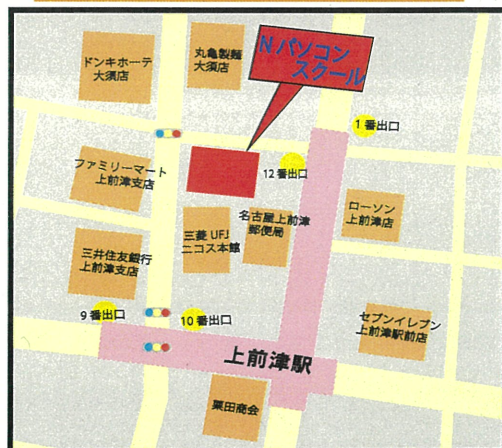 ドンキホーテ
大須店
丸亀製麺
大須店
Nパソコン
スクール
1番出口
ファミリーマート
上前津支店
12番出口
ローソン
上前津店
名古屋上前津
郵便局
三菱UFJ
ニコス本館
三井住友銀行
上前津支店
9番出口
10番出口
セブンイレブン
上前津駅前店
上前津駅
栗田商会